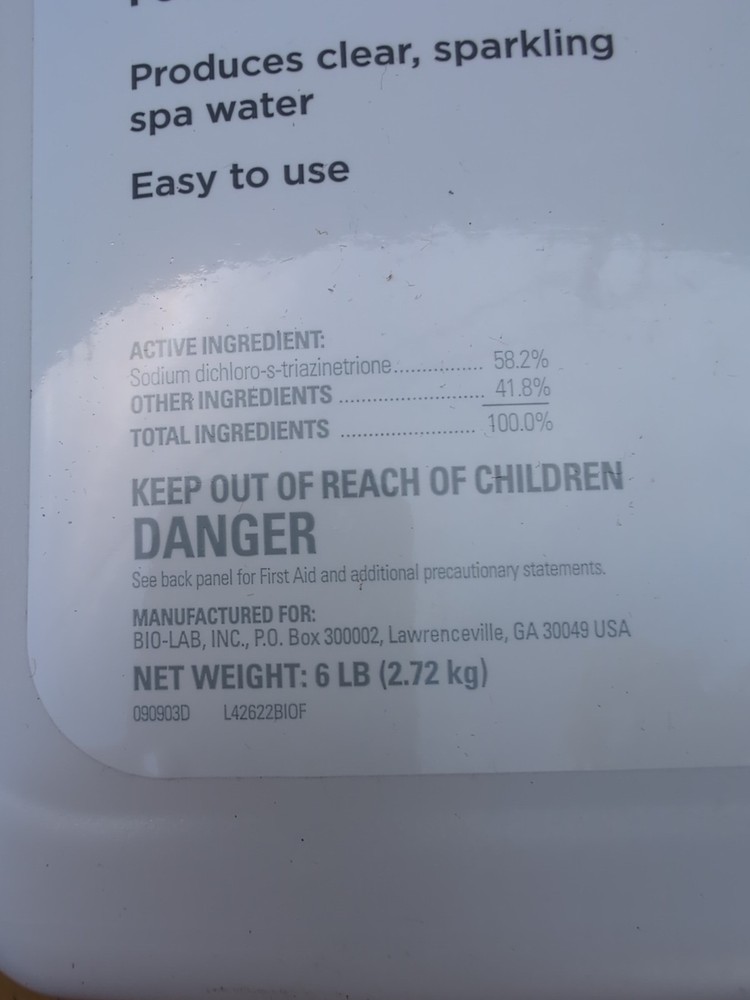 Produces clear, sparkling
spa water
Easy to use
ACTIVE INGREDIENT:
Sodium dichloro-s-triazinetrione................ 58.2%
OTHER INGREDIENTS .......................... 41.8%
TOTAL INGREDIENTS ........................ 100.0%
KEEP OUT OF REACH OF CHILDREN
DANGER
See back panel for First Aid and additional precautionary statements.
MANUFACTURED FOR:
BIO-LAB, INC., P.O. Box 300002, Lawrenceville, GA 30049 USA
NET WEIGHT: 6 LB (2.72 kg)
090903D L42622BIOF